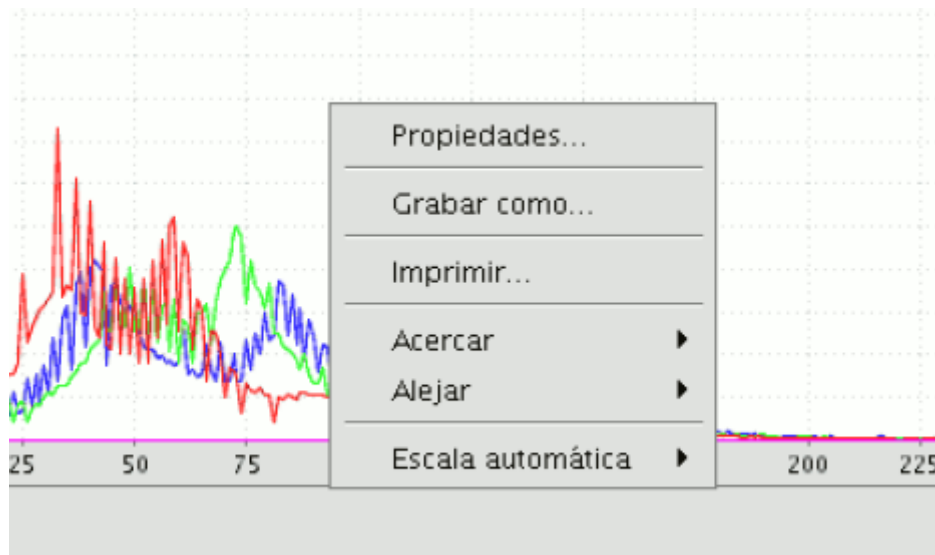 Propiedades...
Grabar como...
Imprimir...
Acercar
Alejar
Escala automática
25 50 75 200 225